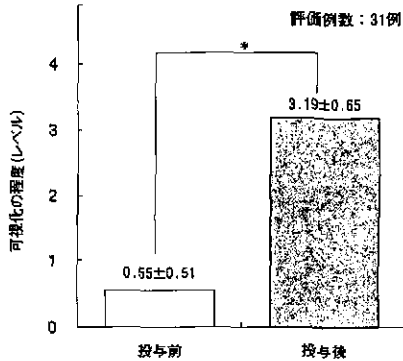 評価例数：31例
可視化の程度(レベル)
4
3
2
1
0
*
0.55±0.51
3.19±0.65
投与前
投与後